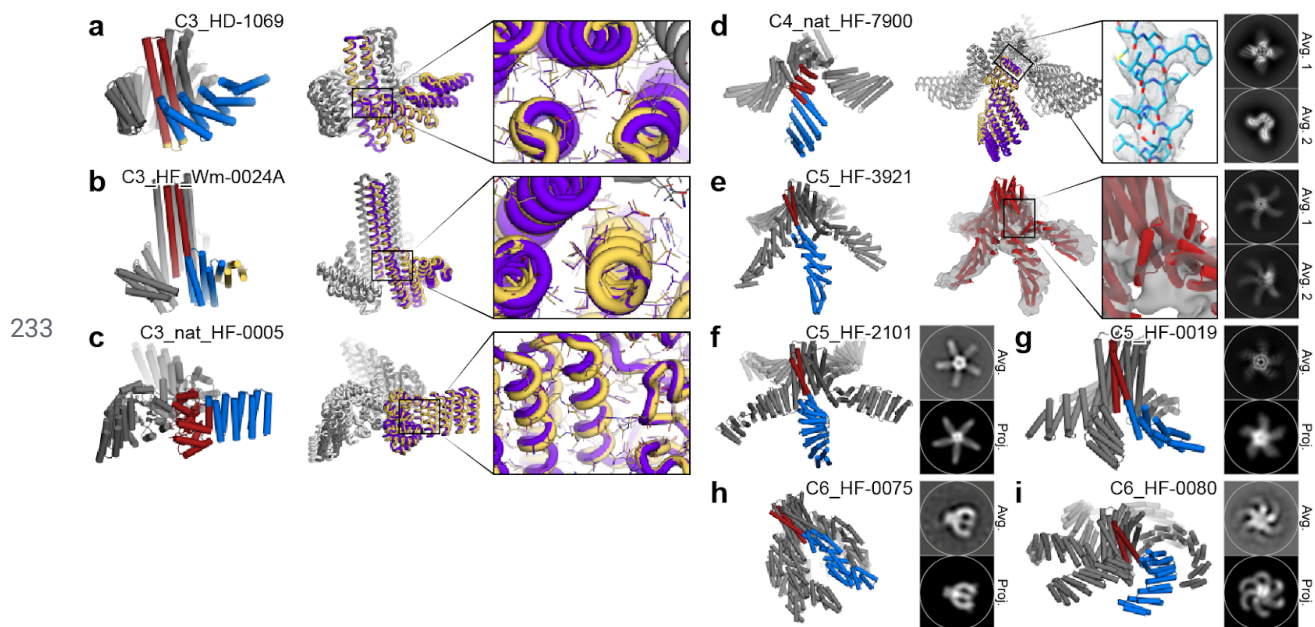 233
a C3_HD-1069
b C3_HF_Wm-0024A
c C3_nat_HF-0005
d C4_nat_HF-7900
Avg. 1
Avg. 2
e C5_HF-3921
Avg. 1
Avg. 2
f C5_HF-2101
Avg.
Proj.
g C5_HF-0019
Avg.
Proj.
h C6_HF-0075
Avg.
Proj.
i C6_HF-0080
Avg.
Proj.